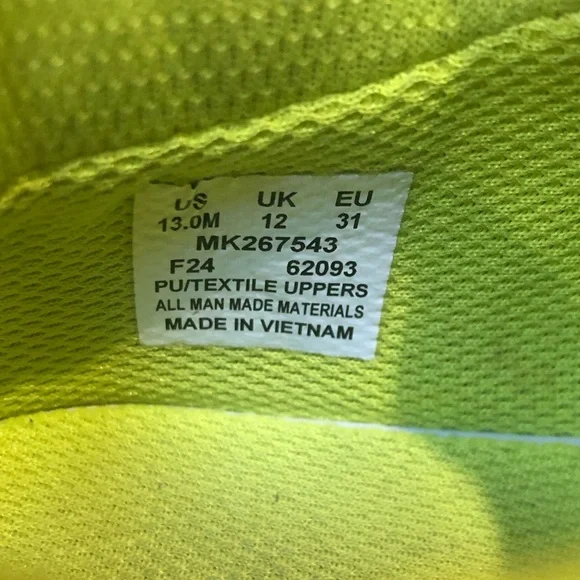 US UK EU
13.0M 12 31
MK267543
F24 62093
PU/TEXTILE UPPERS
ALL MAN MADE MATERIALS
MADE IN VIETNAM